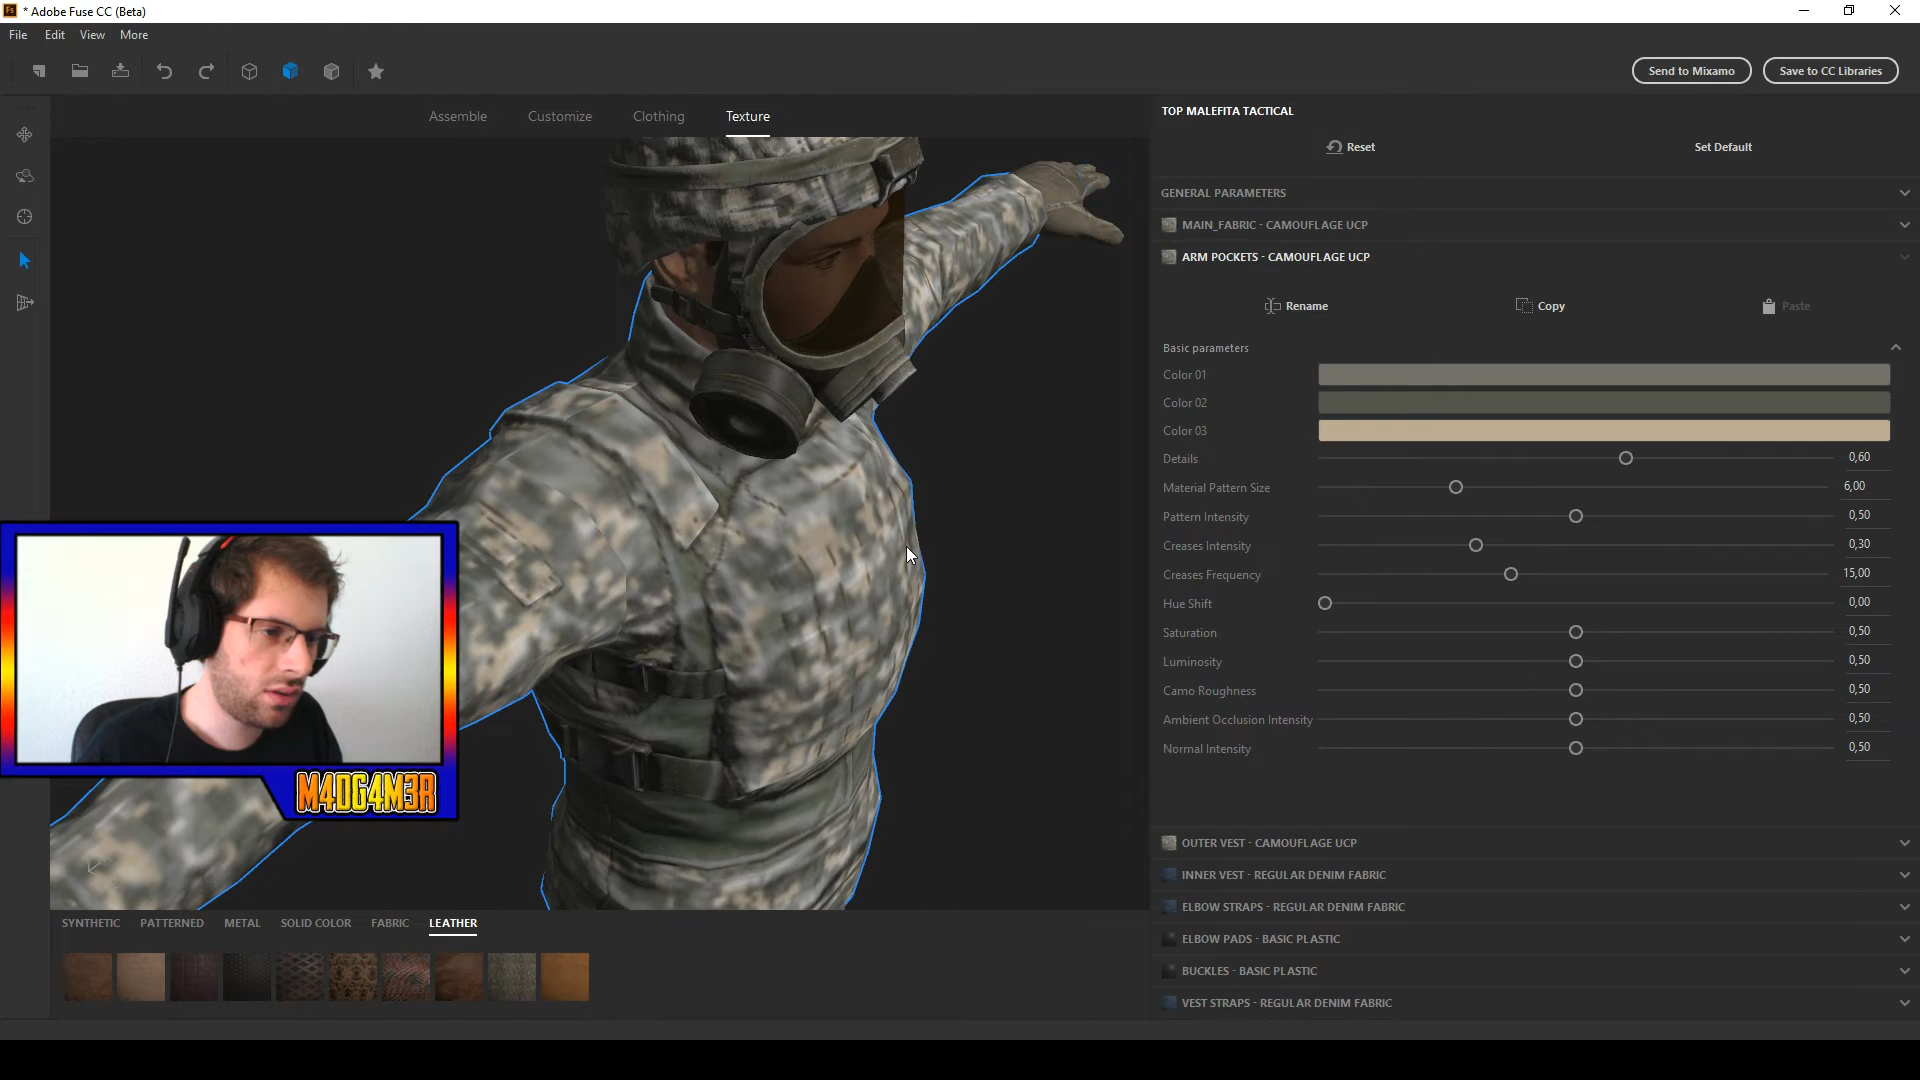 * Adobe Fuse CC (Beta)
File Edit View More
Send to Mixamo Save to CC Libraries
Assemble Customize Clothing Texture
TOP MALEFITA TACTICAL
Reset Set Default
GENERAL PARAMETERS
MAIN_FABRIC - CAMOUFLAGE UCP
ARM POCKETS - CAMOUFLAGE UCP
Rename Copy Paste
Basic parameters
Color 01
Color 02
Color 03
Details 0,60
Material Pattern Size 6,00
Pattern Intensity 0,50
Creases Intensity 0,30
Creases Frequency 15,00
Hue Shift 0,00
Saturation 0,50
Luminosity 0,50
Camo Roughness 0,50
Ambient Occlusion Intensity 0,50
Normal Intensity 0,50
M4DG4M3R
OUTER VEST - CAMOUFLAGE UCP
INNER VEST - REGULAR DENIM FABRIC
ELBOW STRAPS - REGULAR DENIM FABRIC
ELBOW PADS - BASIC PLASTIC
BUCKLES - BASIC PLASTIC
VEST STRAPS - REGULAR DENIM FABRIC
SYNTHETIC PATTERNED METAL SOLID COLOR FABRIC LEATHER